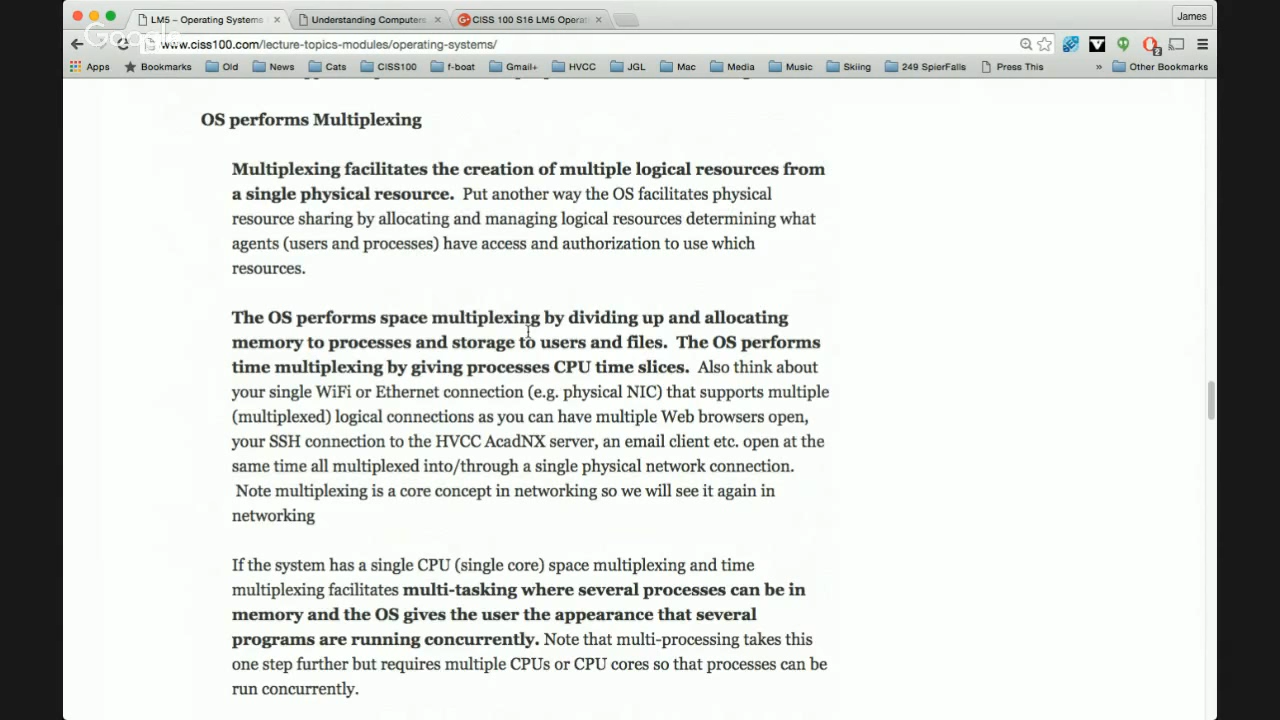 LM5 – Operating Systems
Understanding Computers
CISS 100 S16 LM5 Operat
James
Google
www.ciss100.com/lecture-topics-modules/operating-systems/
Apps Bookmarks Old News Cats CISS100 f-boat Gmail+ HVCC JGL Mac Media Music Skiing 249 SpierFalls Press This » Other Bookmarks
OS performs Multiplexing
Multiplexing facilitates the creation of multiple logical resources from
a single physical resource. Put another way the OS facilitates physical
resource sharing by allocating and managing logical resources determining what
agents (users and processes) have access and authorization to use which
resources.
The OS performs space multiplexing by dividing up and allocating
memory to processes and storage to users and files. The OS performs
time multiplexing by giving processes CPU time slices. Also think about
your single WiFi or Ethernet connection (e.g. physical NIC) that supports multiple
(multiplexed) logical connections as you can have multiple Web browsers open,
your SSH connection to the HVCC AcadNX server, an email client etc. open at the
same time all multiplexed into/through a single physical network connection.
Note multiplexing is a core concept in networking so we will see it again in
networking
If the system has a single CPU (single core) space multiplexing and time
multiplexing facilitates multi-tasking where several processes can be in
memory and the OS gives the user the appearance that several
programs are running concurrently. Note that multi-processing takes this
one step further but requires multiple CPUs or CPU cores so that processes can be
run concurrently.